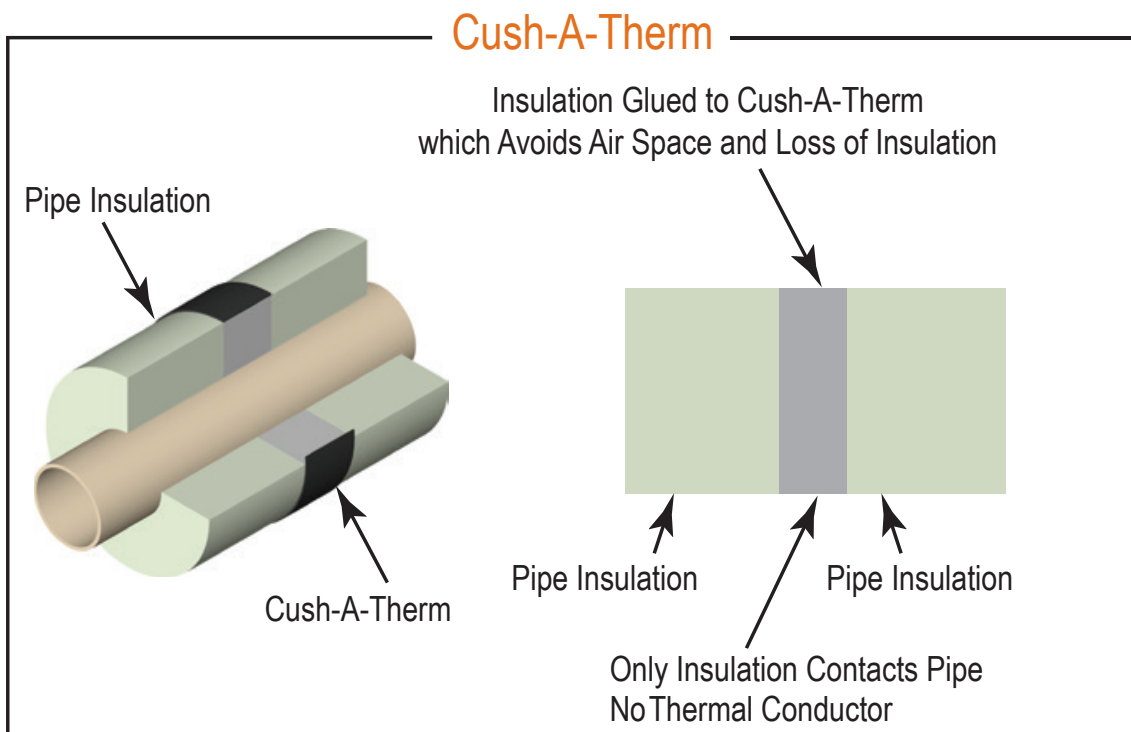 Cush-A-Therm
Insulation Glued to Cush-A-Therm
which Avoids Air Space and Loss of Insulation
Pipe Insulation
Pipe Insulation
Pipe Insulation
Cush-A-Therm
Only Insulation Contacts Pipe
No Thermal Conductor